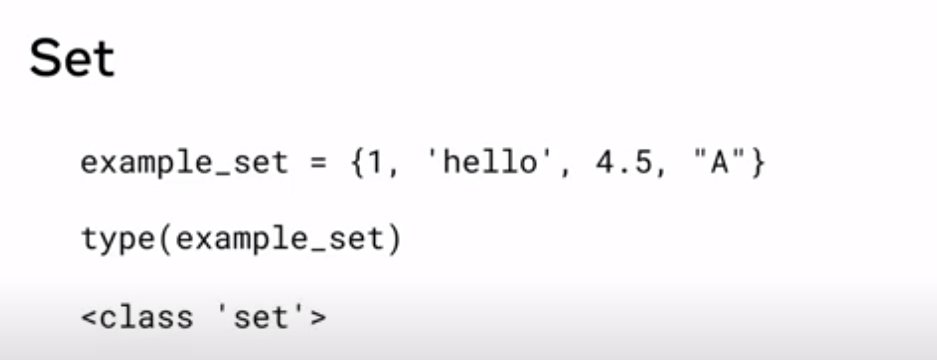 Set
example_set = {1, 'hello', 4.5, "A"}
type(example_set)
<class 'set'>